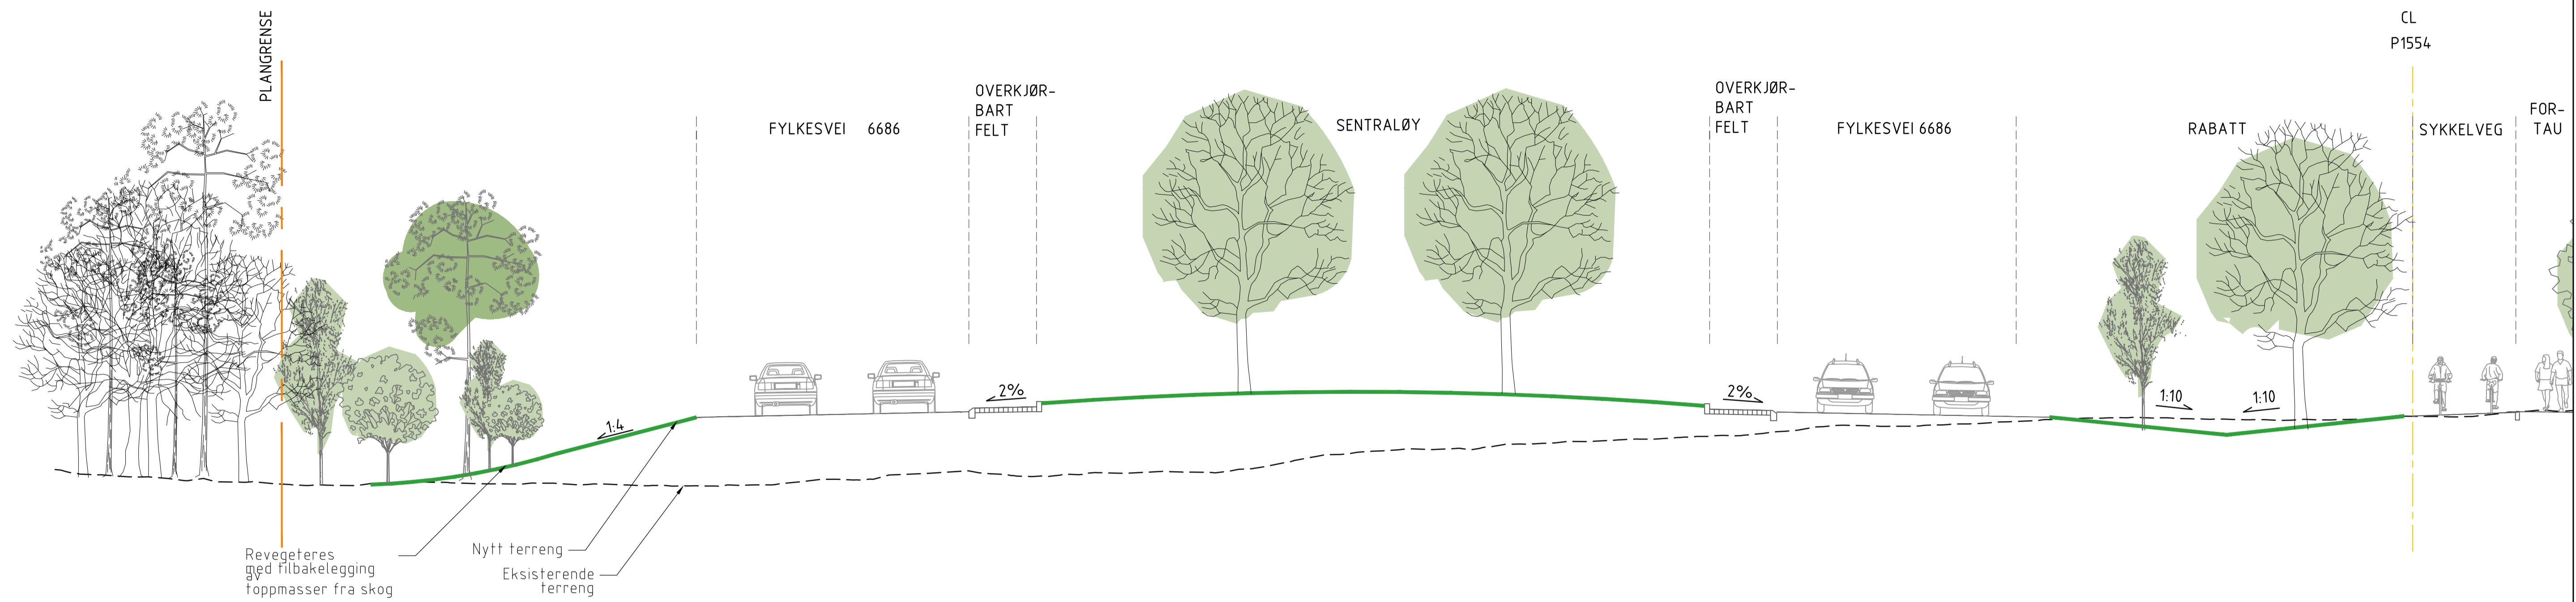 PLANGRENSE
FYLKESVEI 6686
OVERKJØR-
BART
FELT
SENTRALØY
OVERKJØR-
BART
FELT
FYLKESVEI 6686
RABATT
CL
P1554
SYKKELVEG
FOR-
TAU
1:4
2%
2%
1:10
1:10
Revegeteres
med tilbakelegging
av
toppmasser fra skog
Nytt terreng
Eksisterende
terreng